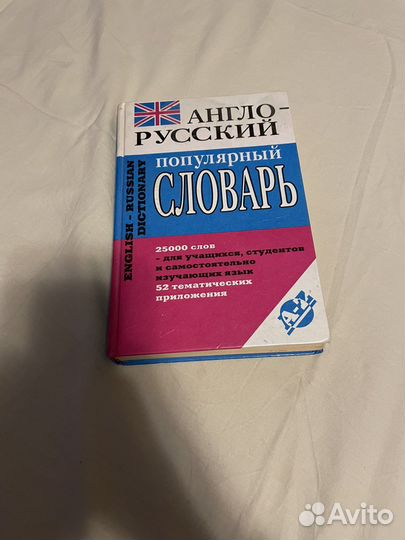 АНГЛО-
РУССКИЙ
популярный
СЛОВАРЬ
ENGLISH – RUSSIAN
DICTIONARY
25000 слов
- для учащихся, студентов
и самостоятельно
изучающих язык
52 тематических
приложения
A-Z
Avito